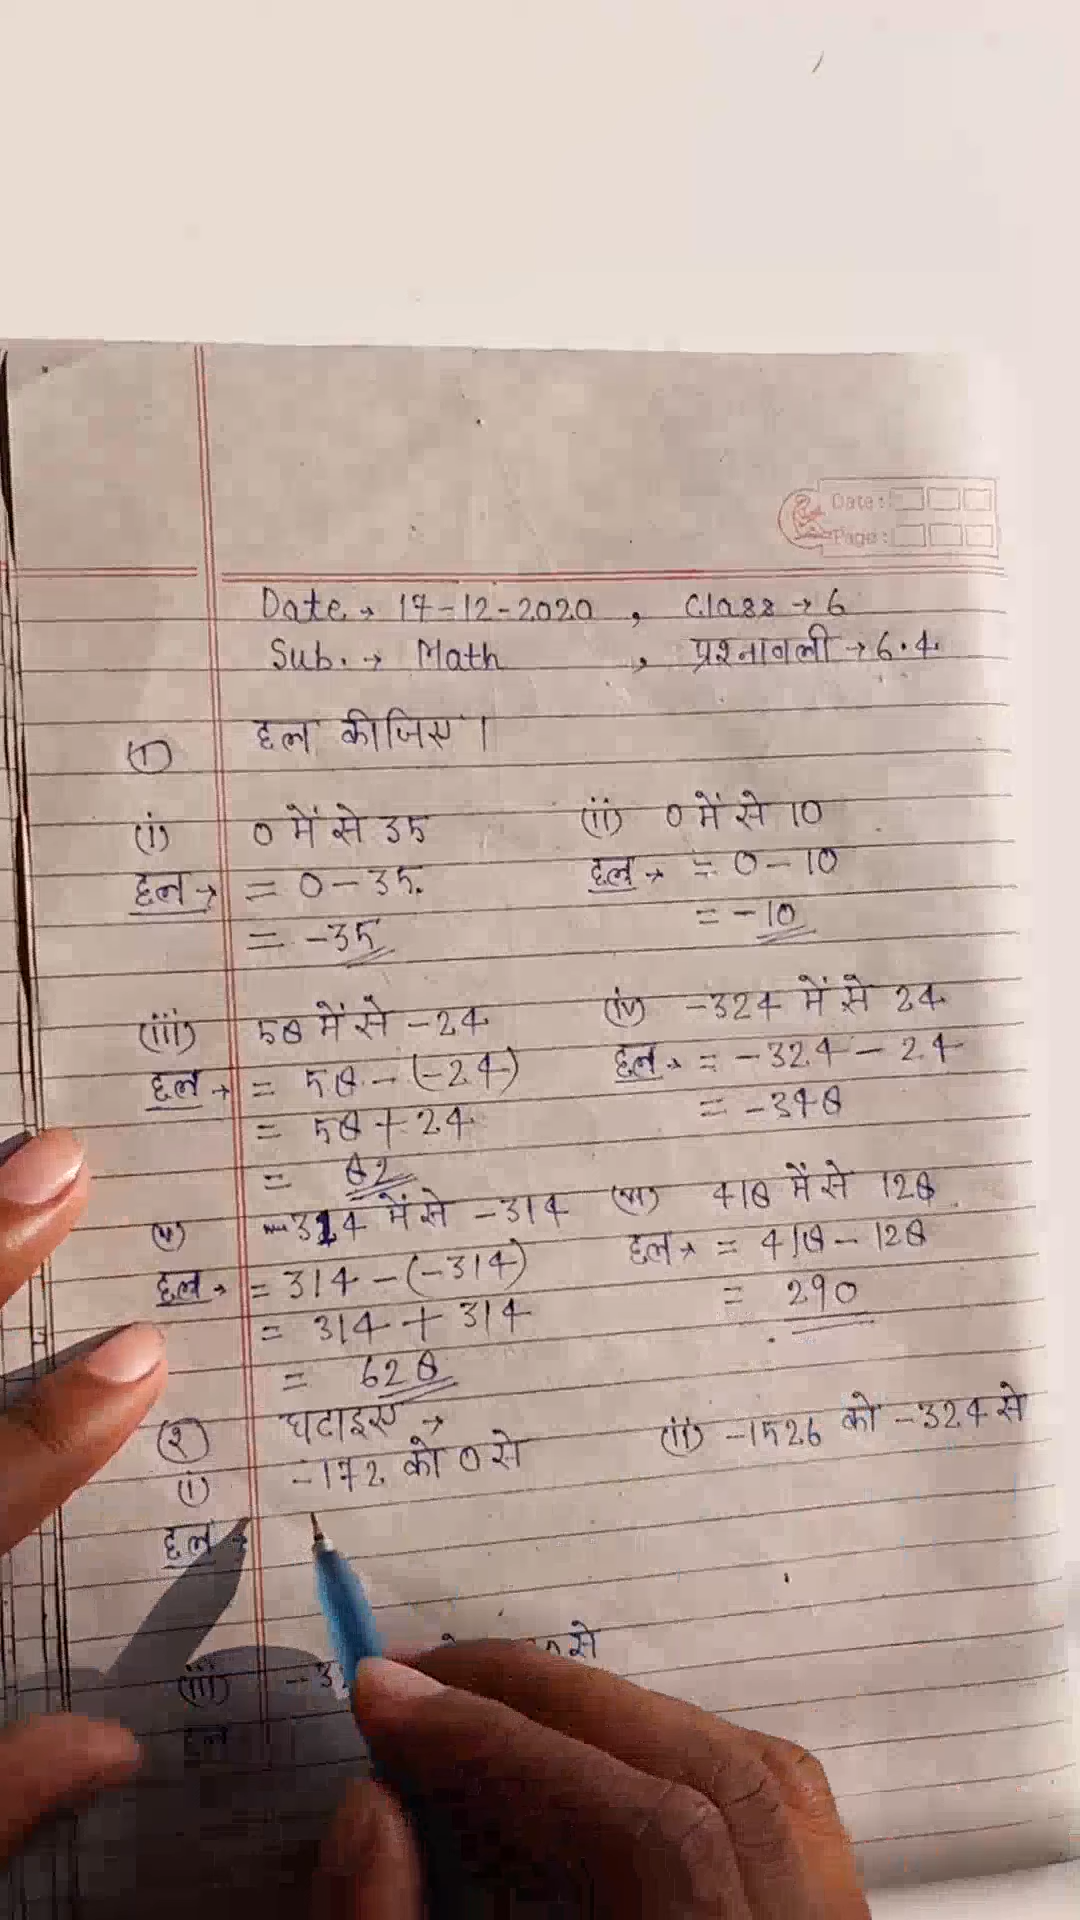 Date:
Page:
Date → 17-12-2020 , Class → 6
Sub. → Math , प्रश्नावली → 6.4
(1) हल कीजिए।
(i) 0 में से 35
हल → = 0 - 35.
= -35
(ii) 0 में से 10
हल → = 0 - 10
= -10
(iii) 58 में से -24
हल → = 58 - (-24)
= 58 + 24
= 82
(iv) -324 में से 24
हल → = -324 - 24
= -348
(v) 314 में से -314
हल → = 314 - (-314)
= 314 + 314
= 628
(vi) 418 में से 128
हल → = 418 - 128
= 290
(2) घटाइए →
(i) -172 को 0 से
हल →
(ii) -1526 को -324 से
(iii) से
हल